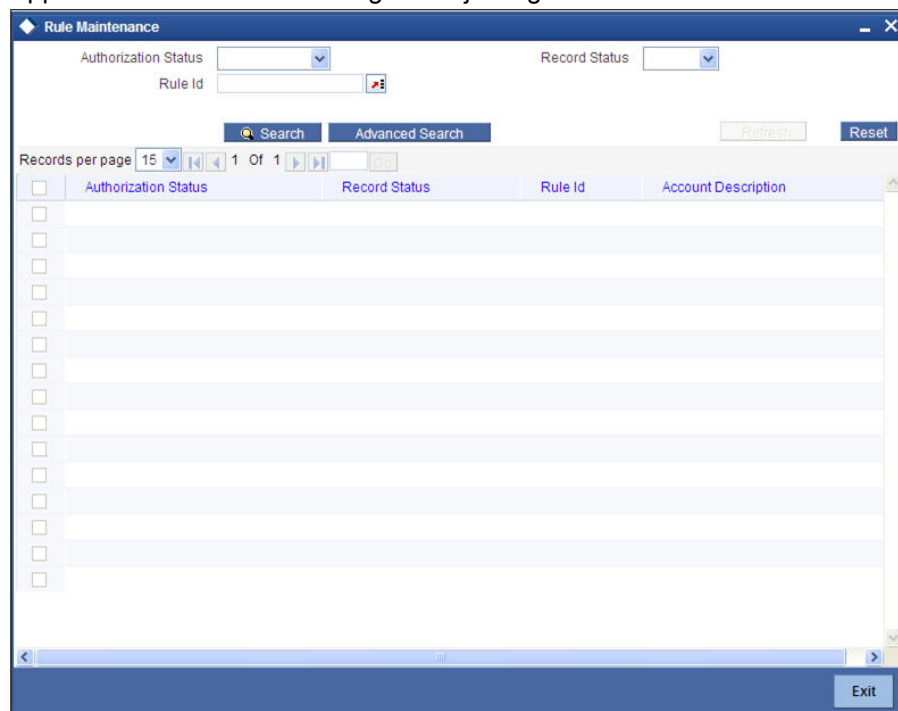 Rule Maintenance
Authorization Status Record Status
Rule Id
Search Advanced Search Refresh Reset
Records per page 15 1 Of 1 Go
Authorization Status Record Status Rule Id Account Description
Exit